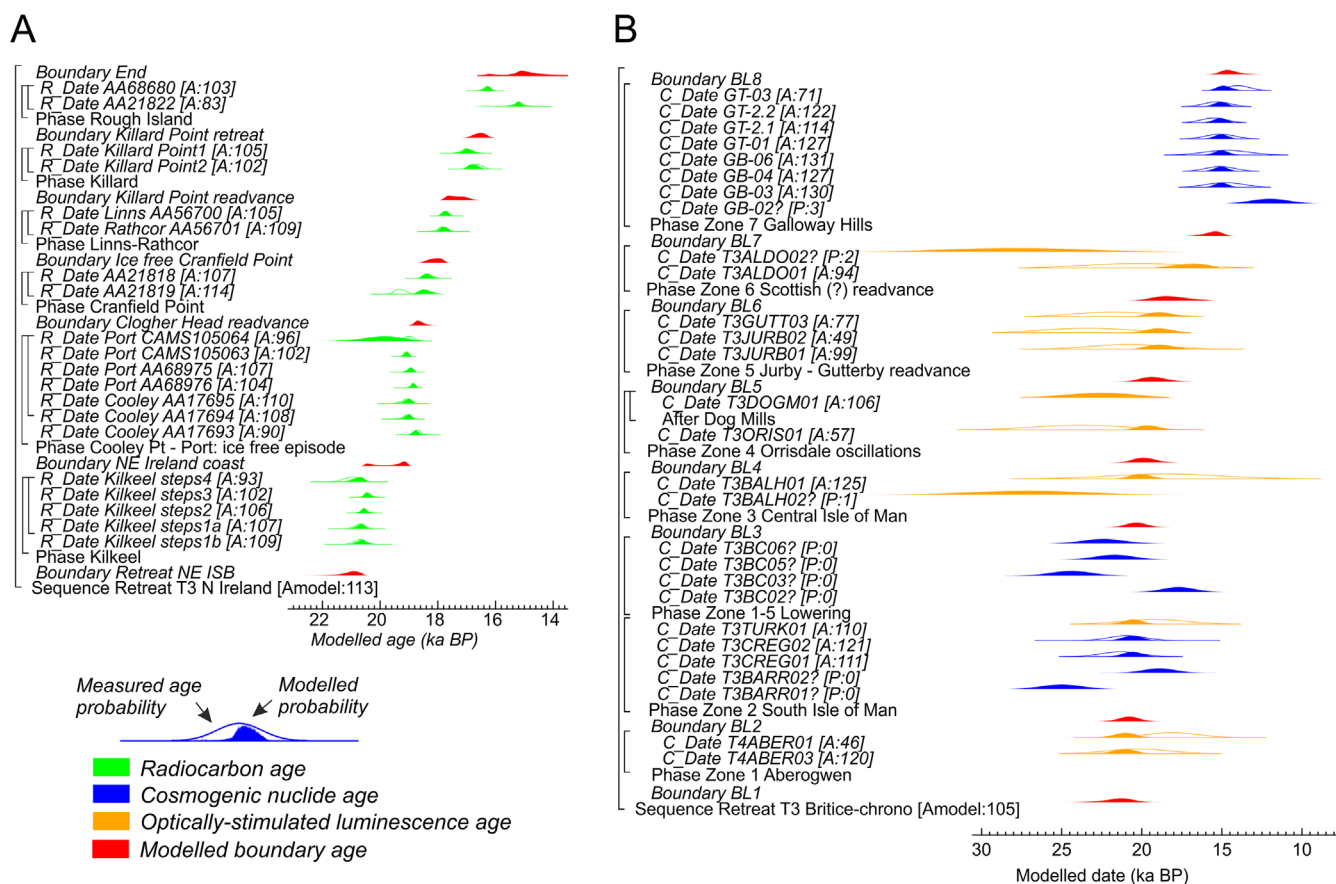 A
Boundary End
R_Date AA68680 [A:103]
R_Date AA21822 [A:83]
Phase Rough Island
Boundary Killard Point retreat
R_Date Killard Point1 [A:105]
R_Date Killard Point2 [A:102]
Phase Killard
Boundary Killard Point readvance
R_Date Linns AA56700 [A:105]
R_Date Rathcor AA56701 [A:109]
Phase Linns-Rathcor
Boundary Ice free Cranfield Point
R_Date AA21818 [A:107]
R_Date AA21819 [A:114]
Phase Cranfield Point
Boundary Clogher Head readvance
R_Date Port CAMS105064 [A:96]
R_Date Port CAMS105063 [A:102]
R_Date Port AA68975 [A:107]
R_Date Port AA68976 [A:104]
R_Date Cooley AA17695 [A:110]
R_Date Cooley AA17694 [A:108]
R_Date Cooley AA17693 [A:90]
Phase Cooley Pt - Port: ice free episode
Boundary NE Ireland coast
R_Date Kilkeel steps4 [A:93]
R_Date Kilkeel steps3 [A:102]
R_Date Kilkeel steps2 [A:106]
R_Date Kilkeel steps1a [A:107]
R_Date Kilkeel steps1b [A:109]
Phase Kilkeel
Boundary Retreat NE ISB
Sequence Retreat T3 N Ireland [Amodel:113]
22 20 18 16 14
Modelled age (ka BP)
Measured age probability
Modelled probability
Radiocarbon age
Cosmogenic nuclide age
Optically-stimulated luminescence age
Modelled boundary age
B
Boundary BL8
C_Date GT-03 [A:71]
C_Date GT-2.2 [A:122]
C_Date GT-2.1 [A:114]
C_Date GT-01 [A:127]
C_Date GB-06 [A:131]
C_Date GB-04 [A:127]
C_Date GB-03 [A:130]
C_Date GB-02? [P:3]
Phase Zone 7 Galloway Hills
Boundary BL7
C_Date T3ALDO02? [P:2]
C_Date T3ALDO01 [A:94]
Phase Zone 6 Scottish (?) readvance
Boundary BL6
C_Date T3GUTT03 [A:77]
C_Date T3JURB02 [A:49]
C_Date T3JURB01 [A:99]
Phase Zone 5 Jurby - Gutterby readvance
Boundary BL5
C_Date T3DOGM01 [A:106]
After Dog Mills
C_Date T3ORIS01 [A:57]
Phase Zone 4 Orrisdale oscillations
Boundary BL4
C_Date T3BALH01 [A:125]
C_Date T3BALH02? [P:1]
Phase Zone 3 Central Isle of Man
Boundary BL3
C_Date T3BC06? [P:0]
C_Date T3BC05? [P:0]
C_Date T3BC03? [P:0]
C_Date T3BC02? [P:0]
Phase Zone 1-5 Lowering
C_Date T3TURK01 [A:110]
C_Date T3CREG02 [A:121]
C_Date T3CREG01 [A:111]
C_Date T3BARR02? [P:0]
C_Date T3BARR01? [P:0]
Phase Zone 2 South Isle of Man
Boundary BL2
C_Date T4ABER01 [A:46]
C_Date T4ABER03 [A:120]
Phase Zone 1 Aberogwen
Boundary BL1
Sequence Retreat T3 Britice-chrono [Amodel:105]
30 25 20 15 10
Modelled date (ka BP)